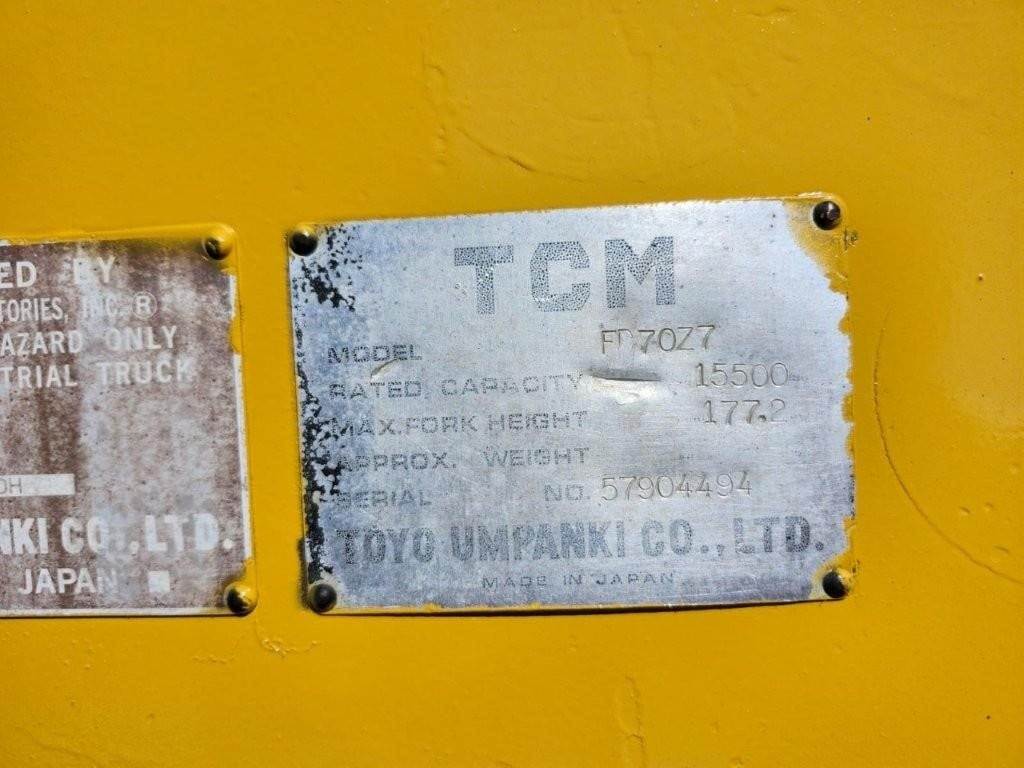 ED BY
TORIES, INC.®
AZARD ONLY
TRIAL TRUCK
DH
NKI CO., LTD.
JAPAN
TCM
MODEL FD70Z7
RATED, CAPACITY 15500
MAX. FORK HEIGHT 177.2
APPROX. WEIGHT
SERIAL NO. 57904494
TOYO UMPANKI CO., LTD.
MADE IN JAPAN